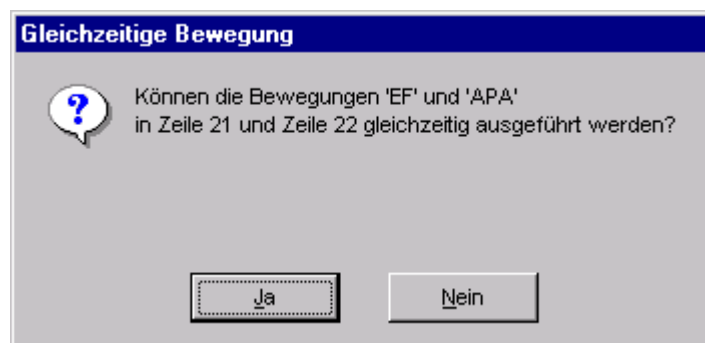 Gleichzeitige Bewegung
Können die Bewegungen 'EF' und 'APA'
in Zeile 21 und Zeile 22 gleichzeitig ausgeführt werden?
Ja Nein